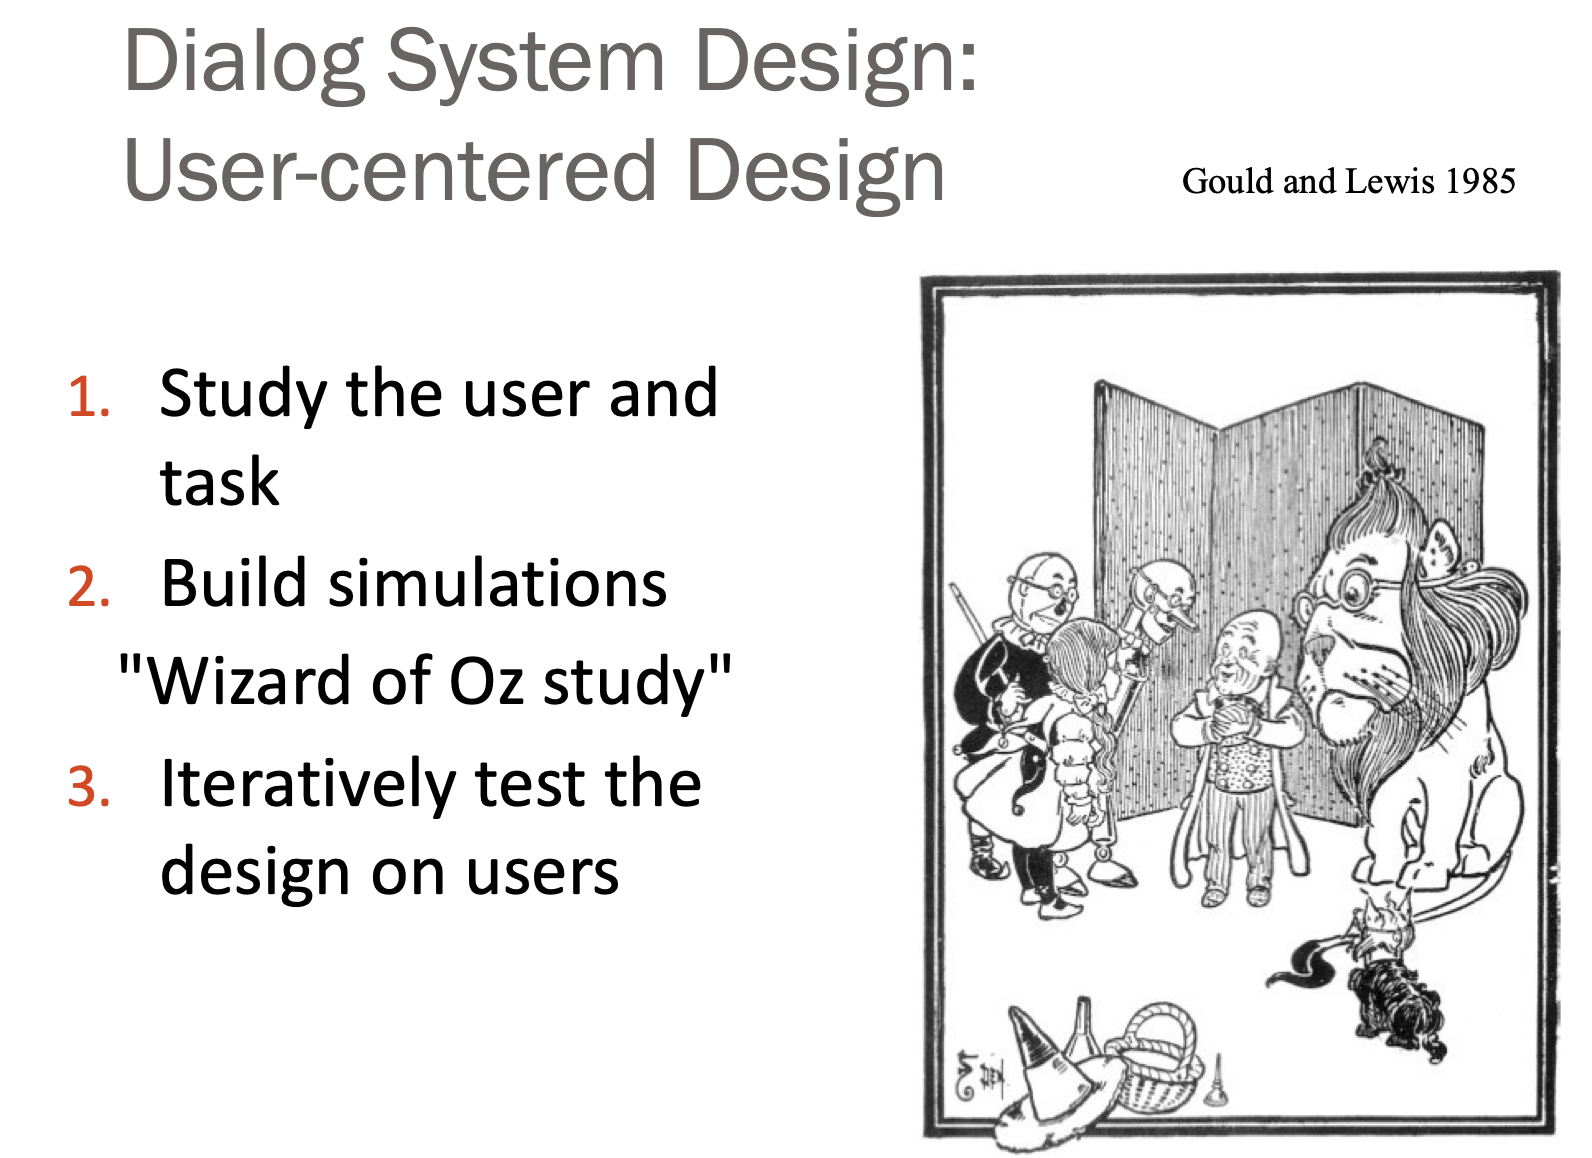 Dialog System Design:
User-centered Design
Gould and Lewis 1985
1. Study the user and
task
2. Build simulations
"Wizard of Oz study"
3. Iteratively test the
design on users